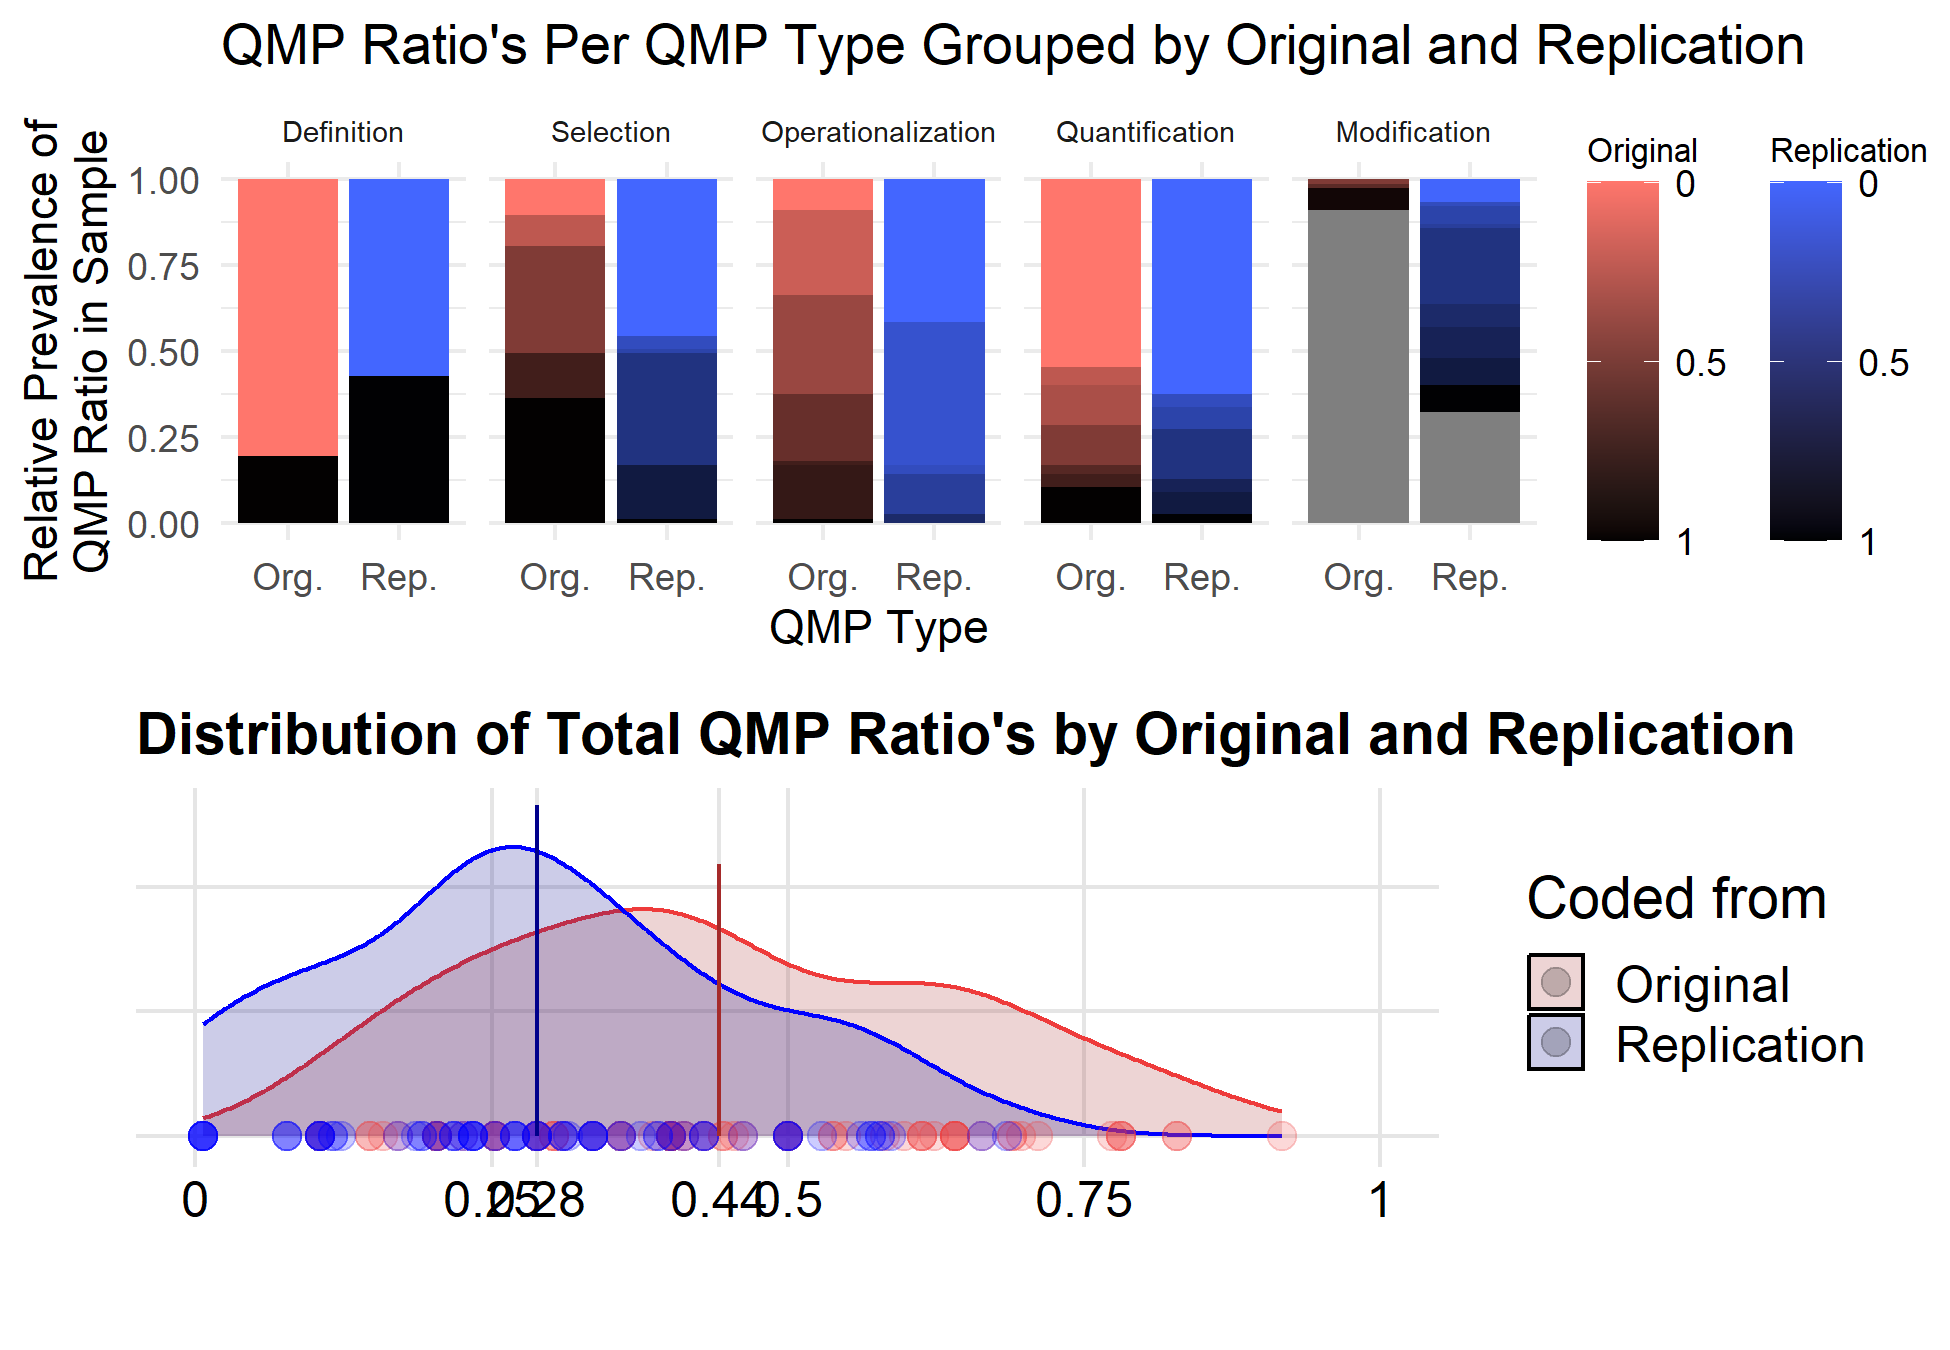 QMP Ratio's Per QMP Type Grouped by Original and Replication
Relative Prevalence of
QMP Ratio in Sample
Definition
Selection
Operationalization
Quantification
Modification
1.00
0.75
0.50
0.25
0.00
Org.
Rep.
Org.
Rep.
Org.
Rep.
Org.
Rep.
Org.
Rep.
QMP Type
Original
0
0.5
1
Replication
0
0.5
1
Distribution of Total QMP Ratio's by Original and Replication
0
0.25
0.28
0.44
0.5
0.75
1
Coded from
Original
Replication